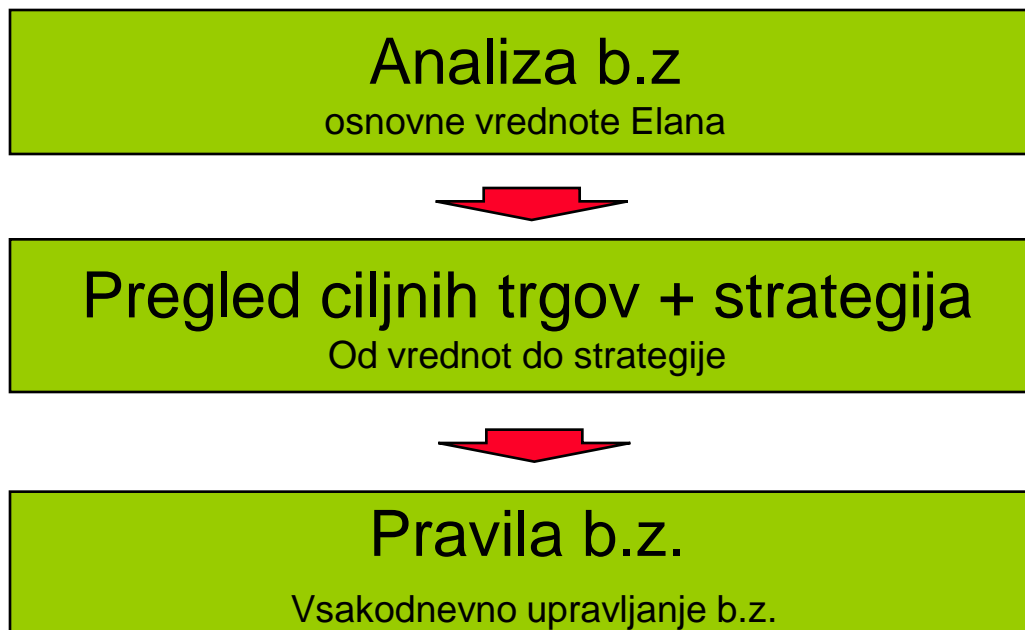 Analiza b.z
osnovne vrednote Elana
Pregled ciljnih trgov + strategija
Od vrednot do strategije
Pravila b.z.
Vsakodnevno upravljanje b.z.